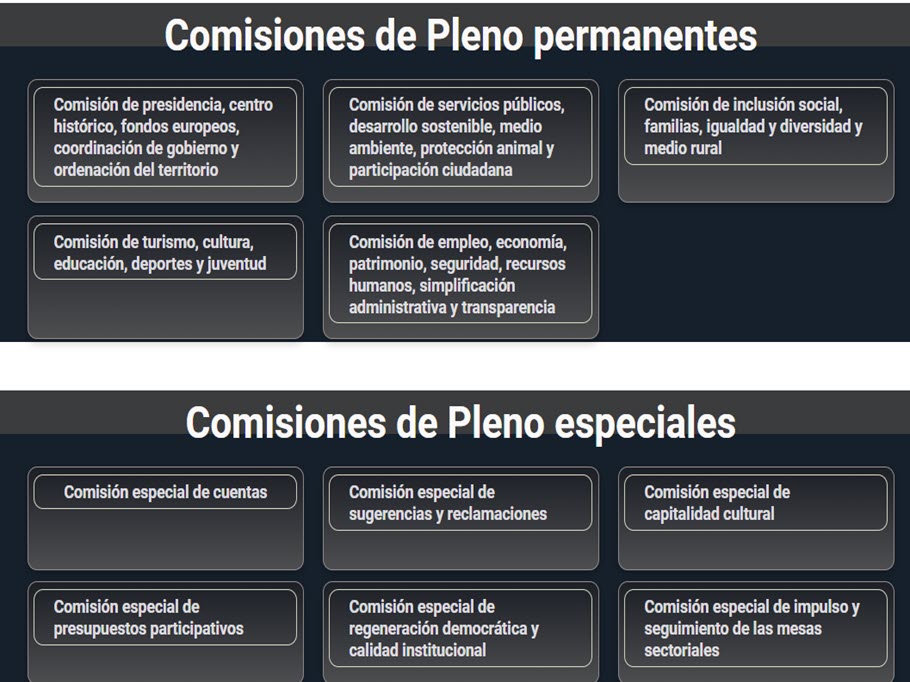 Comisiones de Pleno permanentes
Comisión de presidencia, centro
histórico, fondos europeos,
coordinación de gobierno y
ordenación del territorio
Comisión de servicios públicos,
desarrollo sostenible, medio
ambiente, protección animal y
participación ciudadana
Comisión de inclusión social,
familias, igualdad y diversidad y
medio rural
Comisión de turismo, cultura,
educación, deportes y juventud
Comisión de empleo, economía,
patrimonio, seguridad, recursos
humanos, simplificación
administrativa y transparencia
Comisiones de Pleno especiales
Comisión especial de cuentas
Comisión especial de
sugerencias y reclamaciones
Comisión especial de
capitalidad cultural
Comisión especial de
presupuestos participativos
Comisión especial de
regeneración democrática y
calidad institucional
Comisión especial de impulso y
seguimiento de las mesas
sectoriales